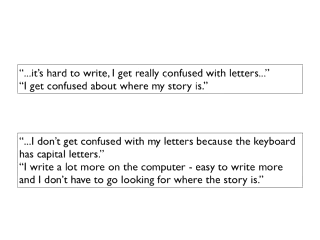 “...it’s hard to write, I get really confused with letters...”
“I get confused about where my story is.”
“...I don’t get confused with my letters because the keyboard
has capital letters.”
“I write a lot more on the computer - easy to write more
and I don’t have to go looking for where the story is.”